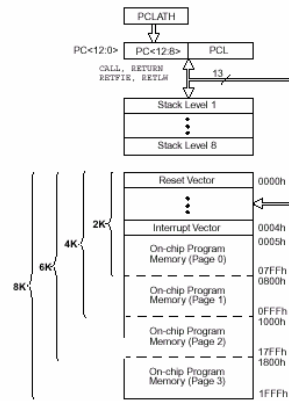 PCLATH
PC<12:0> PC<12:8> PCL
CALL, RETURN
RETFIE, RETLW
13
Stack Level 1
Stack Level 8
Reset Vector 0000h
Interrupt Vector 0004h
0005h
2K
On-chip Program
Memory (Page 0)
07FFh
4K
0800h
6K
On-chip Program
Memory (Page 1)
8K
0FFFh
1000h
On-chip Program
Memory (Page 2)
17FFh
1800h
On-chip Program
Memory (Page 3)
1FFFh